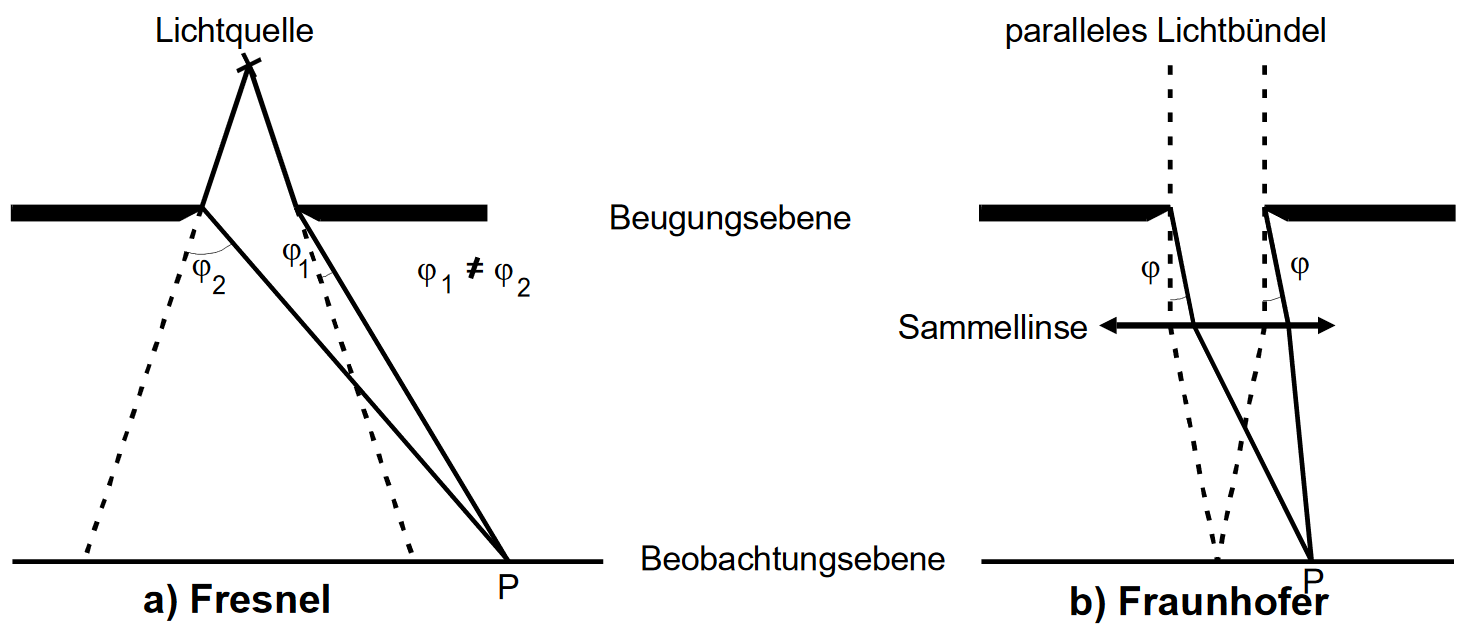 Lichtquelle
paralleles Lichtbündel
Beugungsebene
φ2
φ1
φ1 ≠ φ2
φ
φ
Sammellinse
Beobachtungsebene
P
P
a) Fresnel
b) Fraunhofer